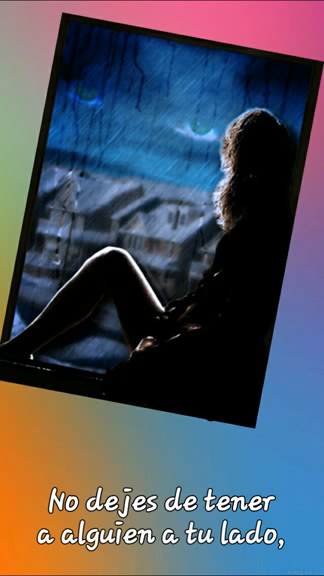 No dejes de tener
a alguien a tu lado,